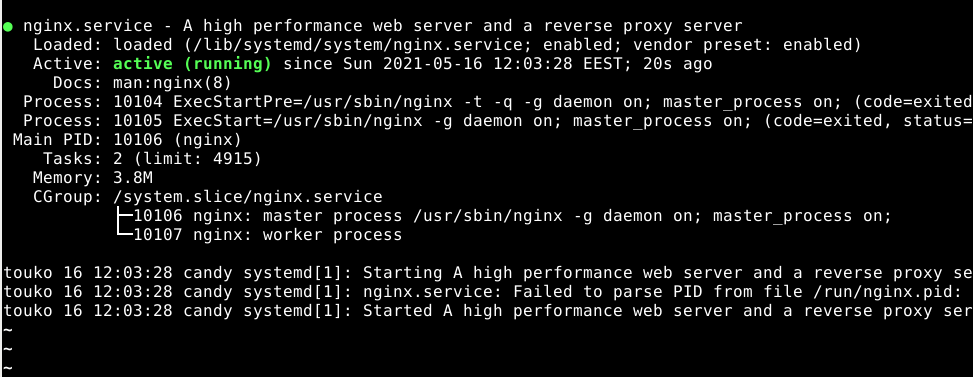 ● nginx.service - A high performance web server and a reverse proxy server
   Loaded: loaded (/lib/systemd/system/nginx.service; enabled; vendor preset: enabled)
   Active: active (running) since Sun 2021-05-16 12:03:28 EEST; 20s ago
     Docs: man:nginx(8)
  Process: 10104 ExecStartPre=/usr/sbin/nginx -t -q -g daemon on; master_process on; (code=exited
  Process: 10105 ExecStart=/usr/sbin/nginx -g daemon on; master_process on; (code=exited, status=
 Main PID: 10106 (nginx)
    Tasks: 2 (limit: 4915)
   Memory: 3.8M
   CGroup: /system.slice/nginx.service
           ├─10106 nginx: master process /usr/sbin/nginx -g daemon on; master_process on;
           └─10107 nginx: worker process

touko 16 12:03:28 candy systemd[1]: Starting A high performance web server and a reverse proxy se
touko 16 12:03:28 candy systemd[1]: nginx.service: Failed to parse PID from file /run/nginx.pid:
touko 16 12:03:28 candy systemd[1]: Started A high performance web server and a reverse proxy ser
~
~
~